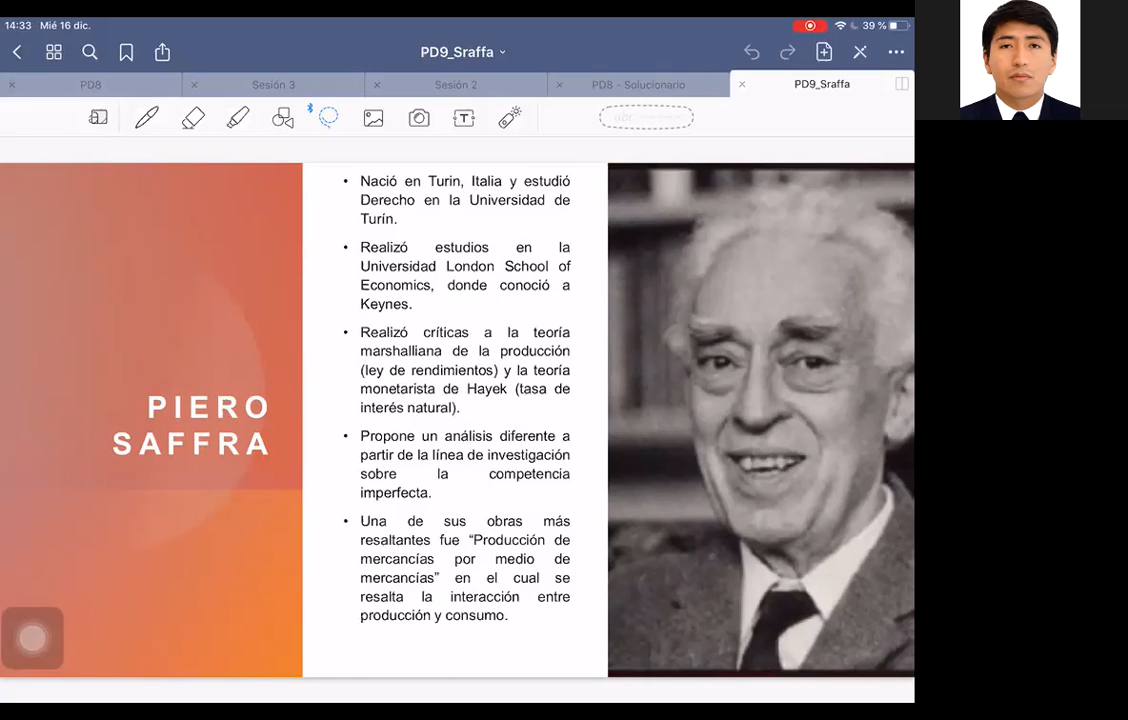 14:33 Mié 16 dic.
39 %
PD9_Sraffa
PD8
Sesión 3
Sesión 2
PD8 - Solucionario
PD9_Sraffa
T
abc
PIERO
SAFFRA
• Nació en Turin, Italia y estudió
Derecho en la Universidad de
Turín.
• Realizó estudios en la
Universidad London School of
Economics, donde conoció a
Keynes.
• Realizó críticas a la teoría
marshalliana de la producción
(ley de rendimientos) y la teoría
monetarista de Hayek (tasa de
interés natural).
• Propone un análisis diferente a
partir de la línea de investigación
sobre la competencia
imperfecta.
• Una de sus obras más
resaltantes fue “Producción de
mercancías por medio de
mercancías” en el cual se
resalta la interacción entre
producción y consumo.